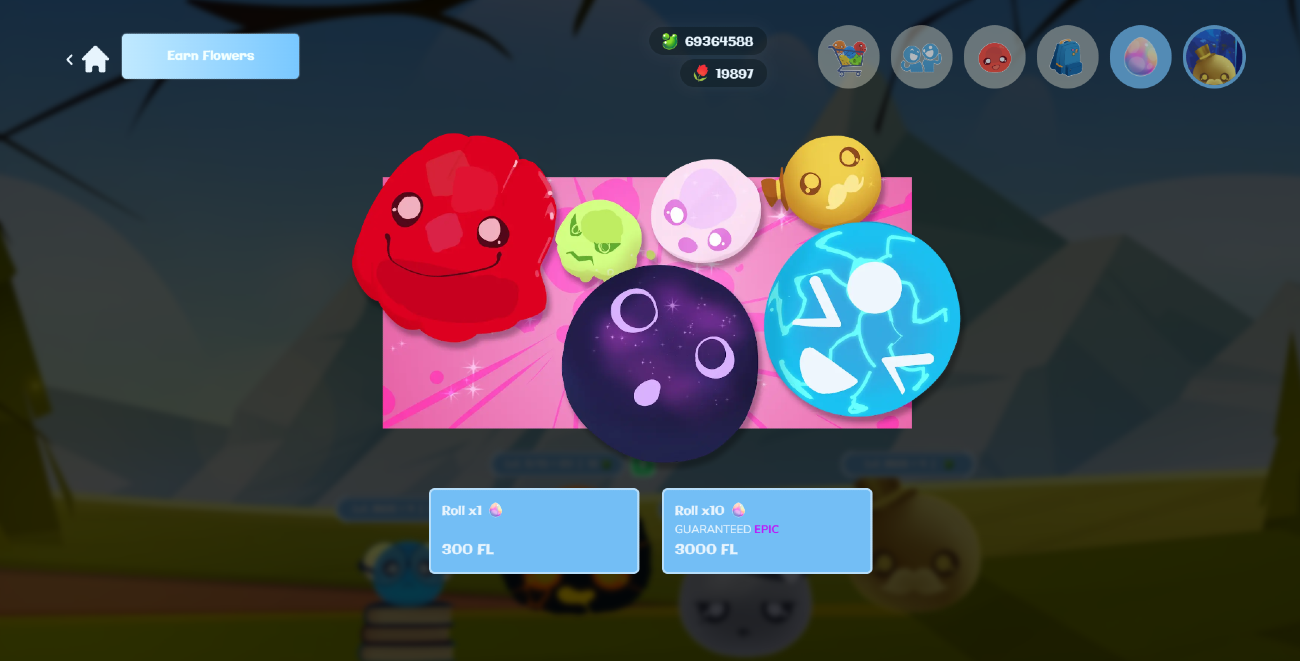 Earn Flowers
69364588
19897
Roll x1
300 FL
Roll x10
GUARANTEED EPIC
3000 FL